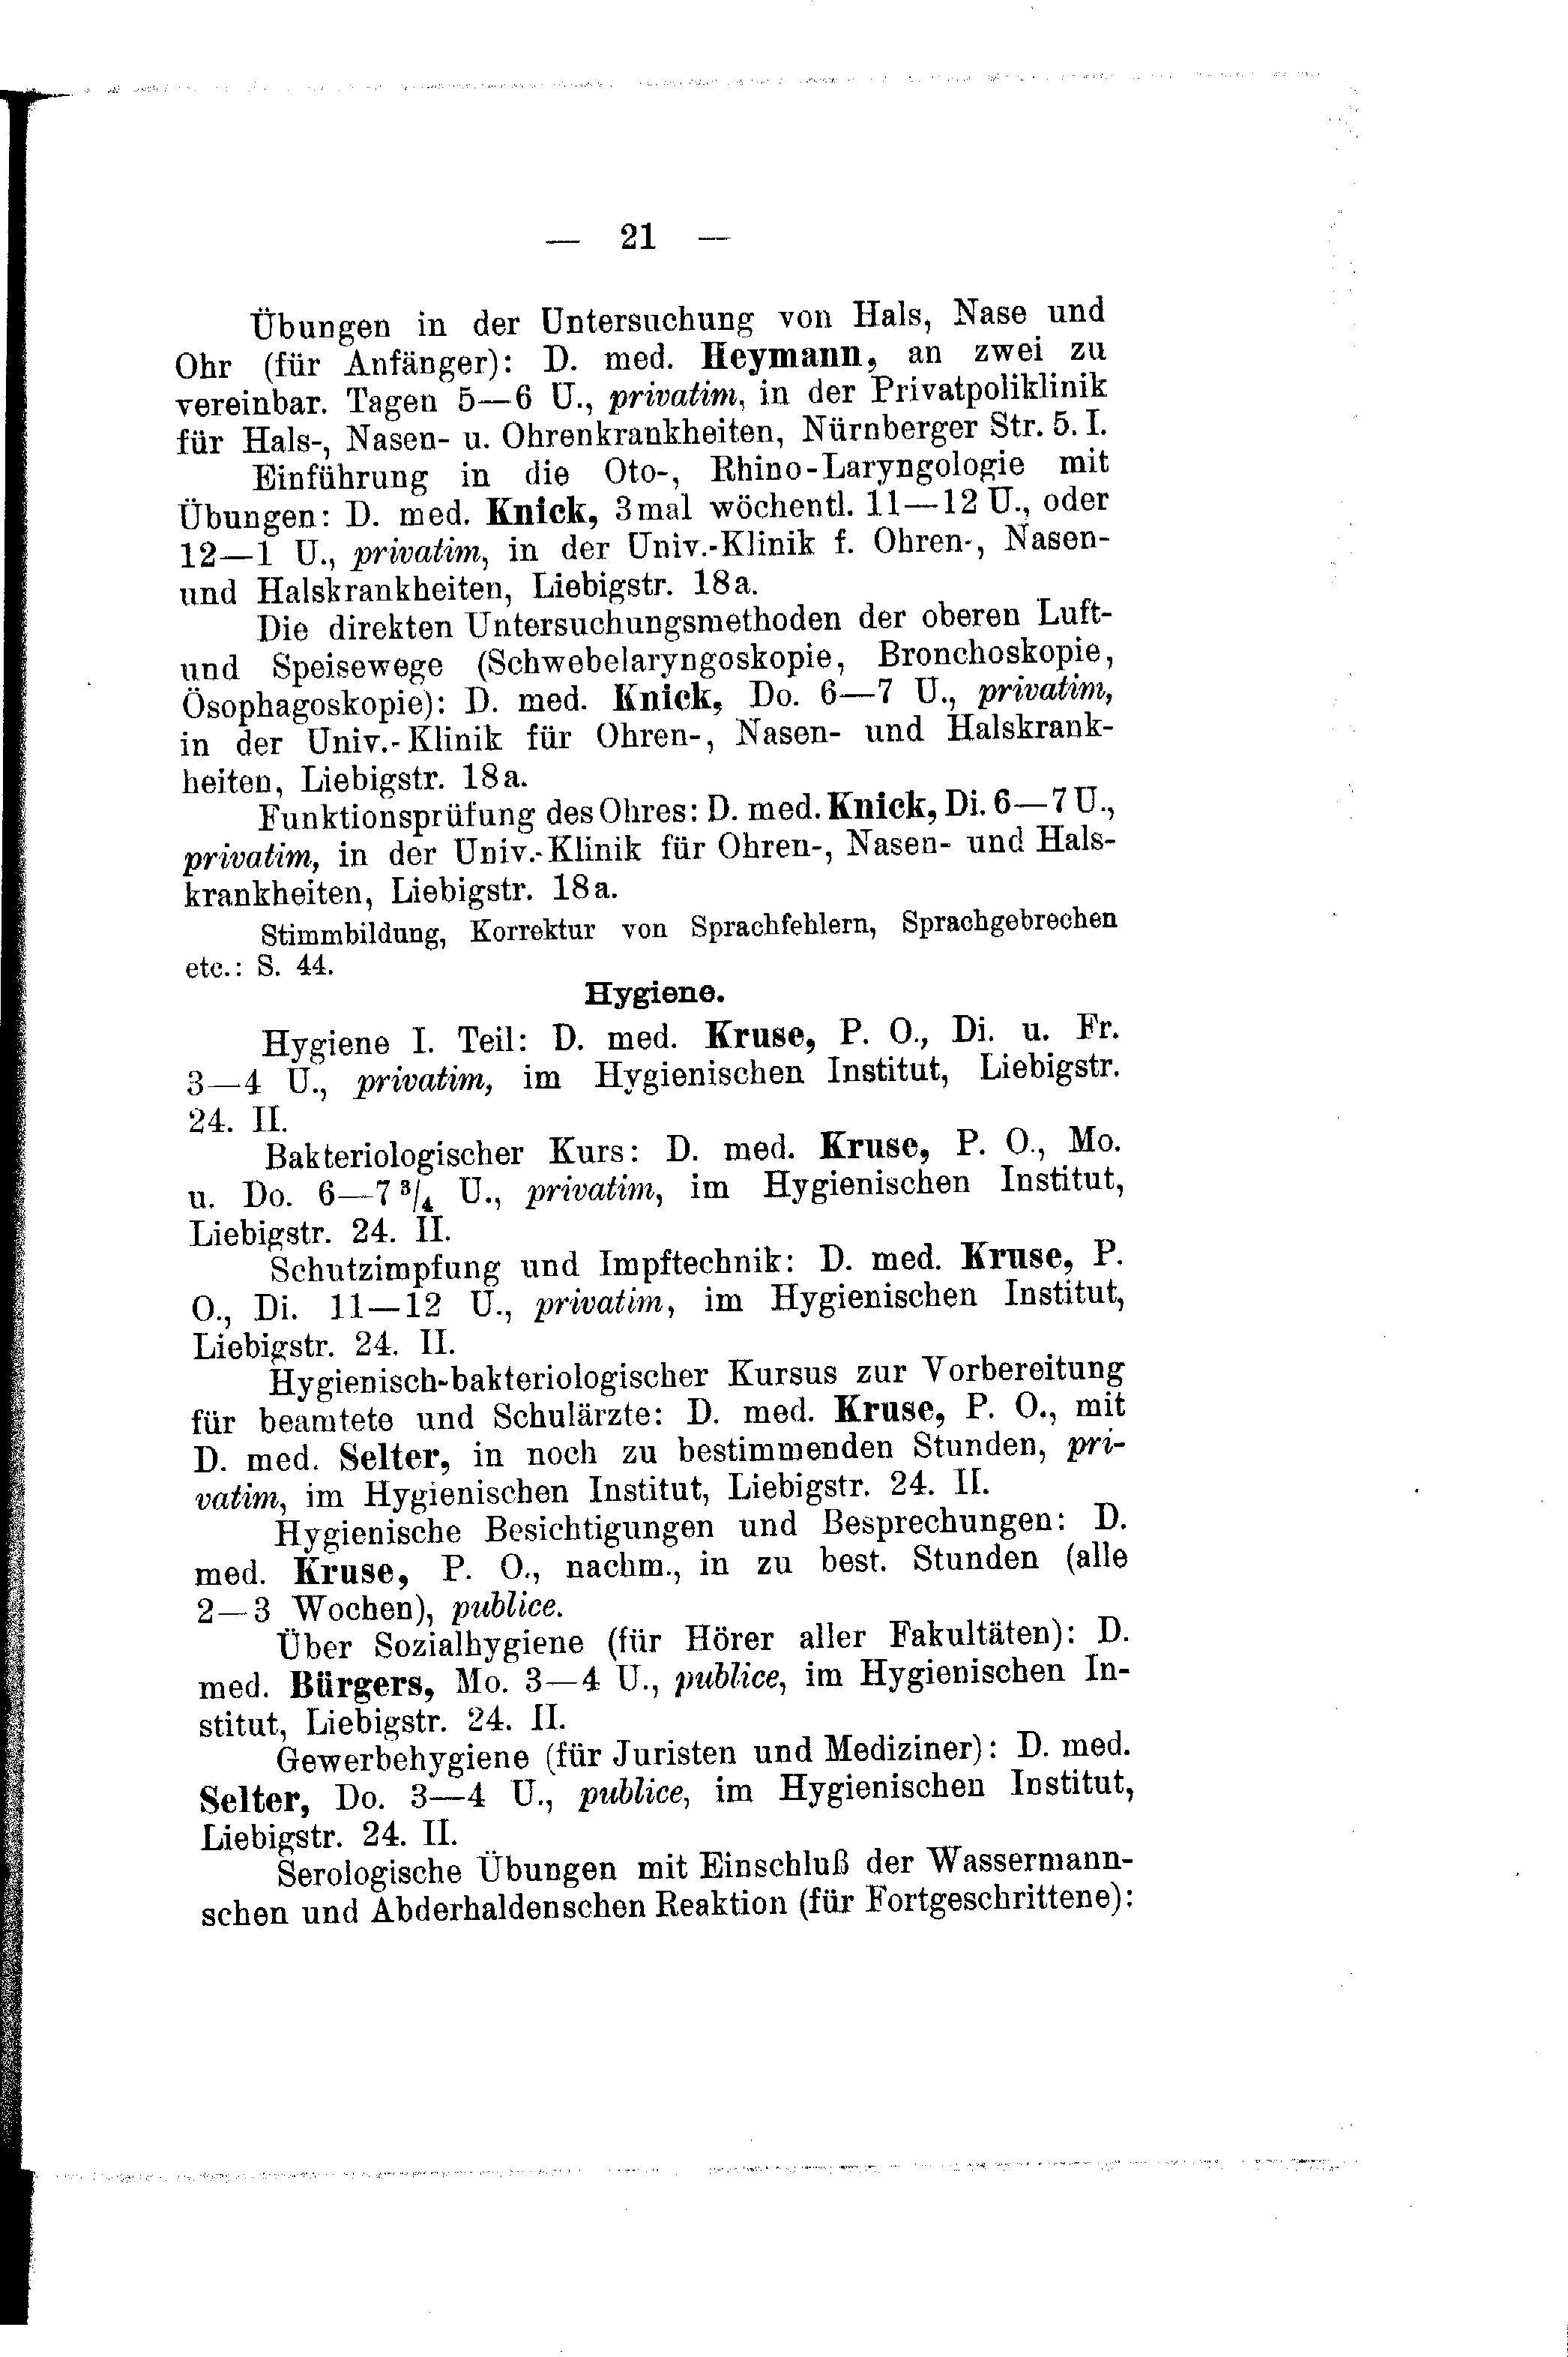 — 21 —
Übungen in der Untersuchung von Hals, Nase und
Ohr (für Anfänger): D. med. Heymann, an zwei zu
vereinbar. Tagen 5—6 U., privatim, in der Privatpoliklinik
für Hals-, Nasen- u. Ohrenkrankheiten, Nürnberger Str. 5. I.
Einführung in die Oto-, Rhino-Laryngologie mit
Übungen: D. med. Knick, 3mal wöchentl. 11—12 U., oder
12—1 U., privatim, in der Univ.-Klinik f. Ohren-, Nasen-
und Halskrankheiten, Liebigstr. 18a.
Die direkten Untersuchungsmethoden der oberen Luft-
und Speisewege (Schwebelaryngoskopie, Bronchoskopie,
Ösophagoskopie): D. med. Knick, Do. 6—7 U., privatim,
in der Univ.-Klinik für Ohren-, Nasen- und Halskrank-
heiten, Liebigstr. 18a.
Funktionsprüfung des Ohres: D. med. Knick, Di. 6—7 U.,
privatim, in der Univ.-Klinik für Ohren-, Nasen- und Hals-
krankheiten, Liebigstr. 18a.
Stimmbildung, Korrektur von Sprachfehlern, Sprachgebrechen
etc.: S. 44.
Hygiene.
Hygiene I. Teil: D. med. Kruse, P. O., Di. u. Fr.
3—4 U., privatim, im Hygienischen Institut, Liebigstr.
24. II.
Bakteriologischer Kurs: D. med. Kruse, P. O., Mo.
u. Do. 6—7 3/4 U., privatim, im Hygienischen Institut,
Liebigstr. 24. II.
Schutzimpfung und Impftechnik: D. med. Kruse, P.
O., Di. 11—12 U., privatim, im Hygienischen Institut,
Liebigstr. 24. II.
Hygienisch-bakteriologischer Kursus zur Vorbereitung
für beamtete und Schulärzte: D. med. Kruse, P. O., mit
D. med. Selter, in noch zu bestimmenden Stunden, pri-
vatim, im Hygienischen Institut, Liebigstr. 24. II.
Hygienische Besichtigungen und Besprechungen: D.
med. Kruse, P. O., nachm., in zu best. Stunden (alle
2—3 Wochen), publice.
Über Sozialhygiene (für Hörer aller Fakultäten): D.
med. Bürgers, Mo. 3—4 U., publice, im Hygienischen In-
stitut, Liebigstr. 24. II.
Gewerbehygiene (für Juristen und Mediziner): D. med.
Selter, Do. 3—4 U., publice, im Hygienischen Institut,
Liebigstr. 24. II.
Serologische Übungen mit Einschluß der Wassermann-
schen und Abderhaldenschen Reaktion (für Fortgeschrittene):